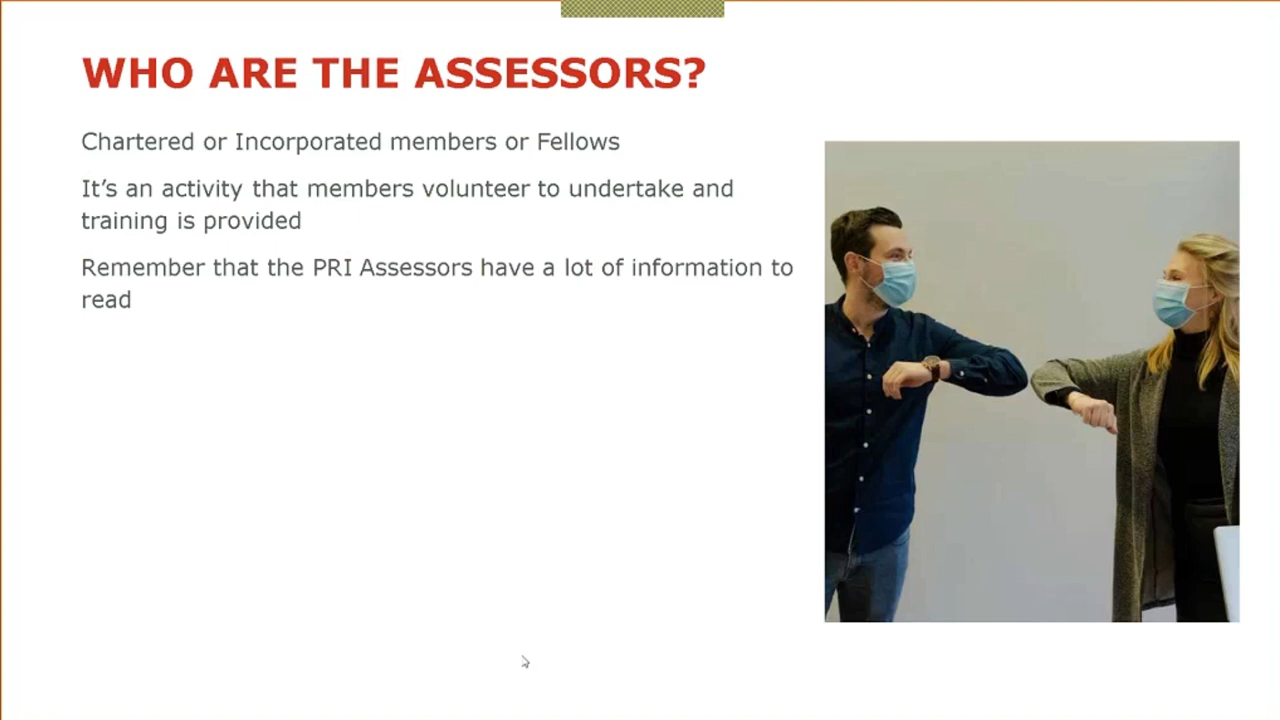 WHO ARE THE ASSESSORS?
Chartered or Incorporated members or Fellows
It’s an activity that members volunteer to undertake and
training is provided
Remember that the PRI Assessors have a lot of information to
read